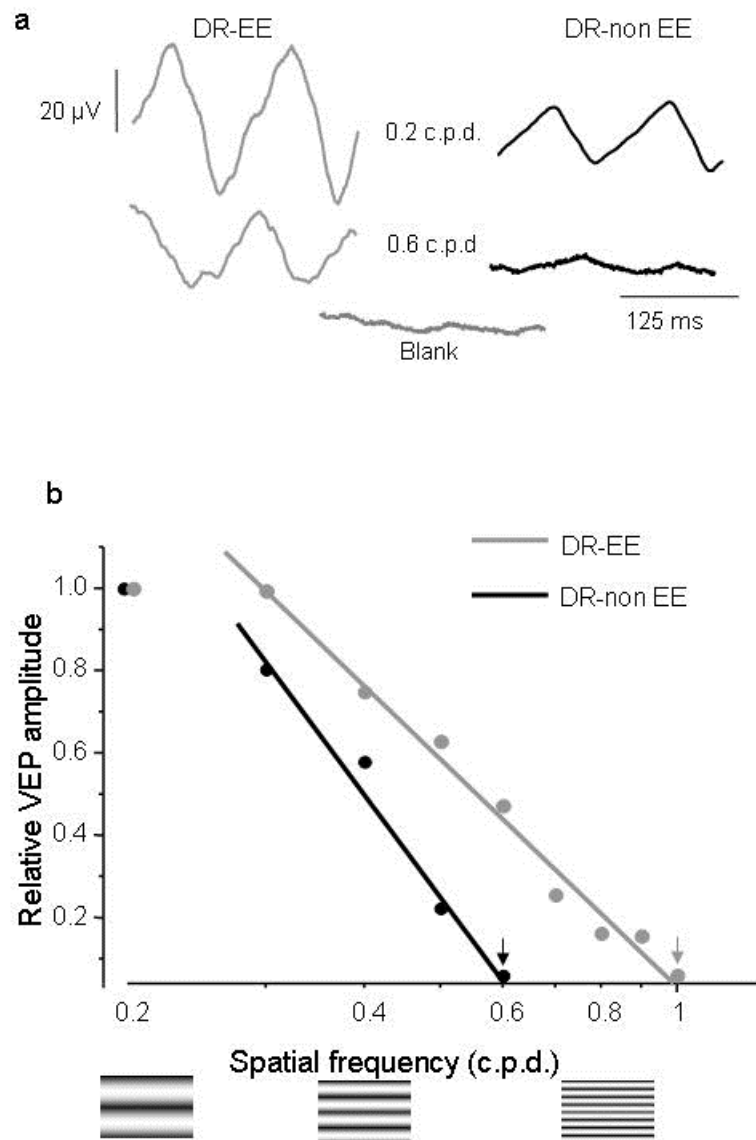 a
DR-EE
DR-non EE
20 µV
0.2 c.p.d.
0.6 c.p.d
125 ms
Blank
b
DR-EE
DR-non EE
1.0
0.8
0.6
0.4
0.2
Relative VEP amplitude
0.2
0.4
0.6
0.8
1
Spatial frequency (c.p.d.)